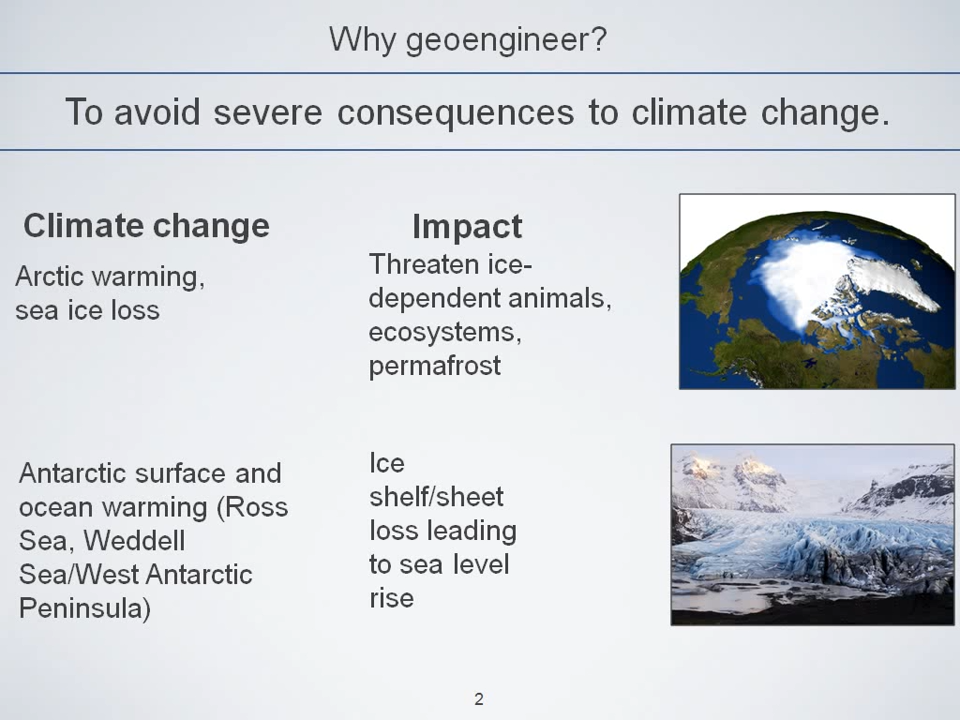 Why geoengineer?
To avoid severe consequences to climate change.
Climate change
Impact
Arctic warming,
sea ice loss
Threaten ice-
dependent animals,
ecosystems,
permafrost
Antarctic surface and
ocean warming (Ross
Sea, Weddell
Sea/West Antarctic
Peninsula)
Ice
shelf/sheet
loss leading
to sea level
rise
2